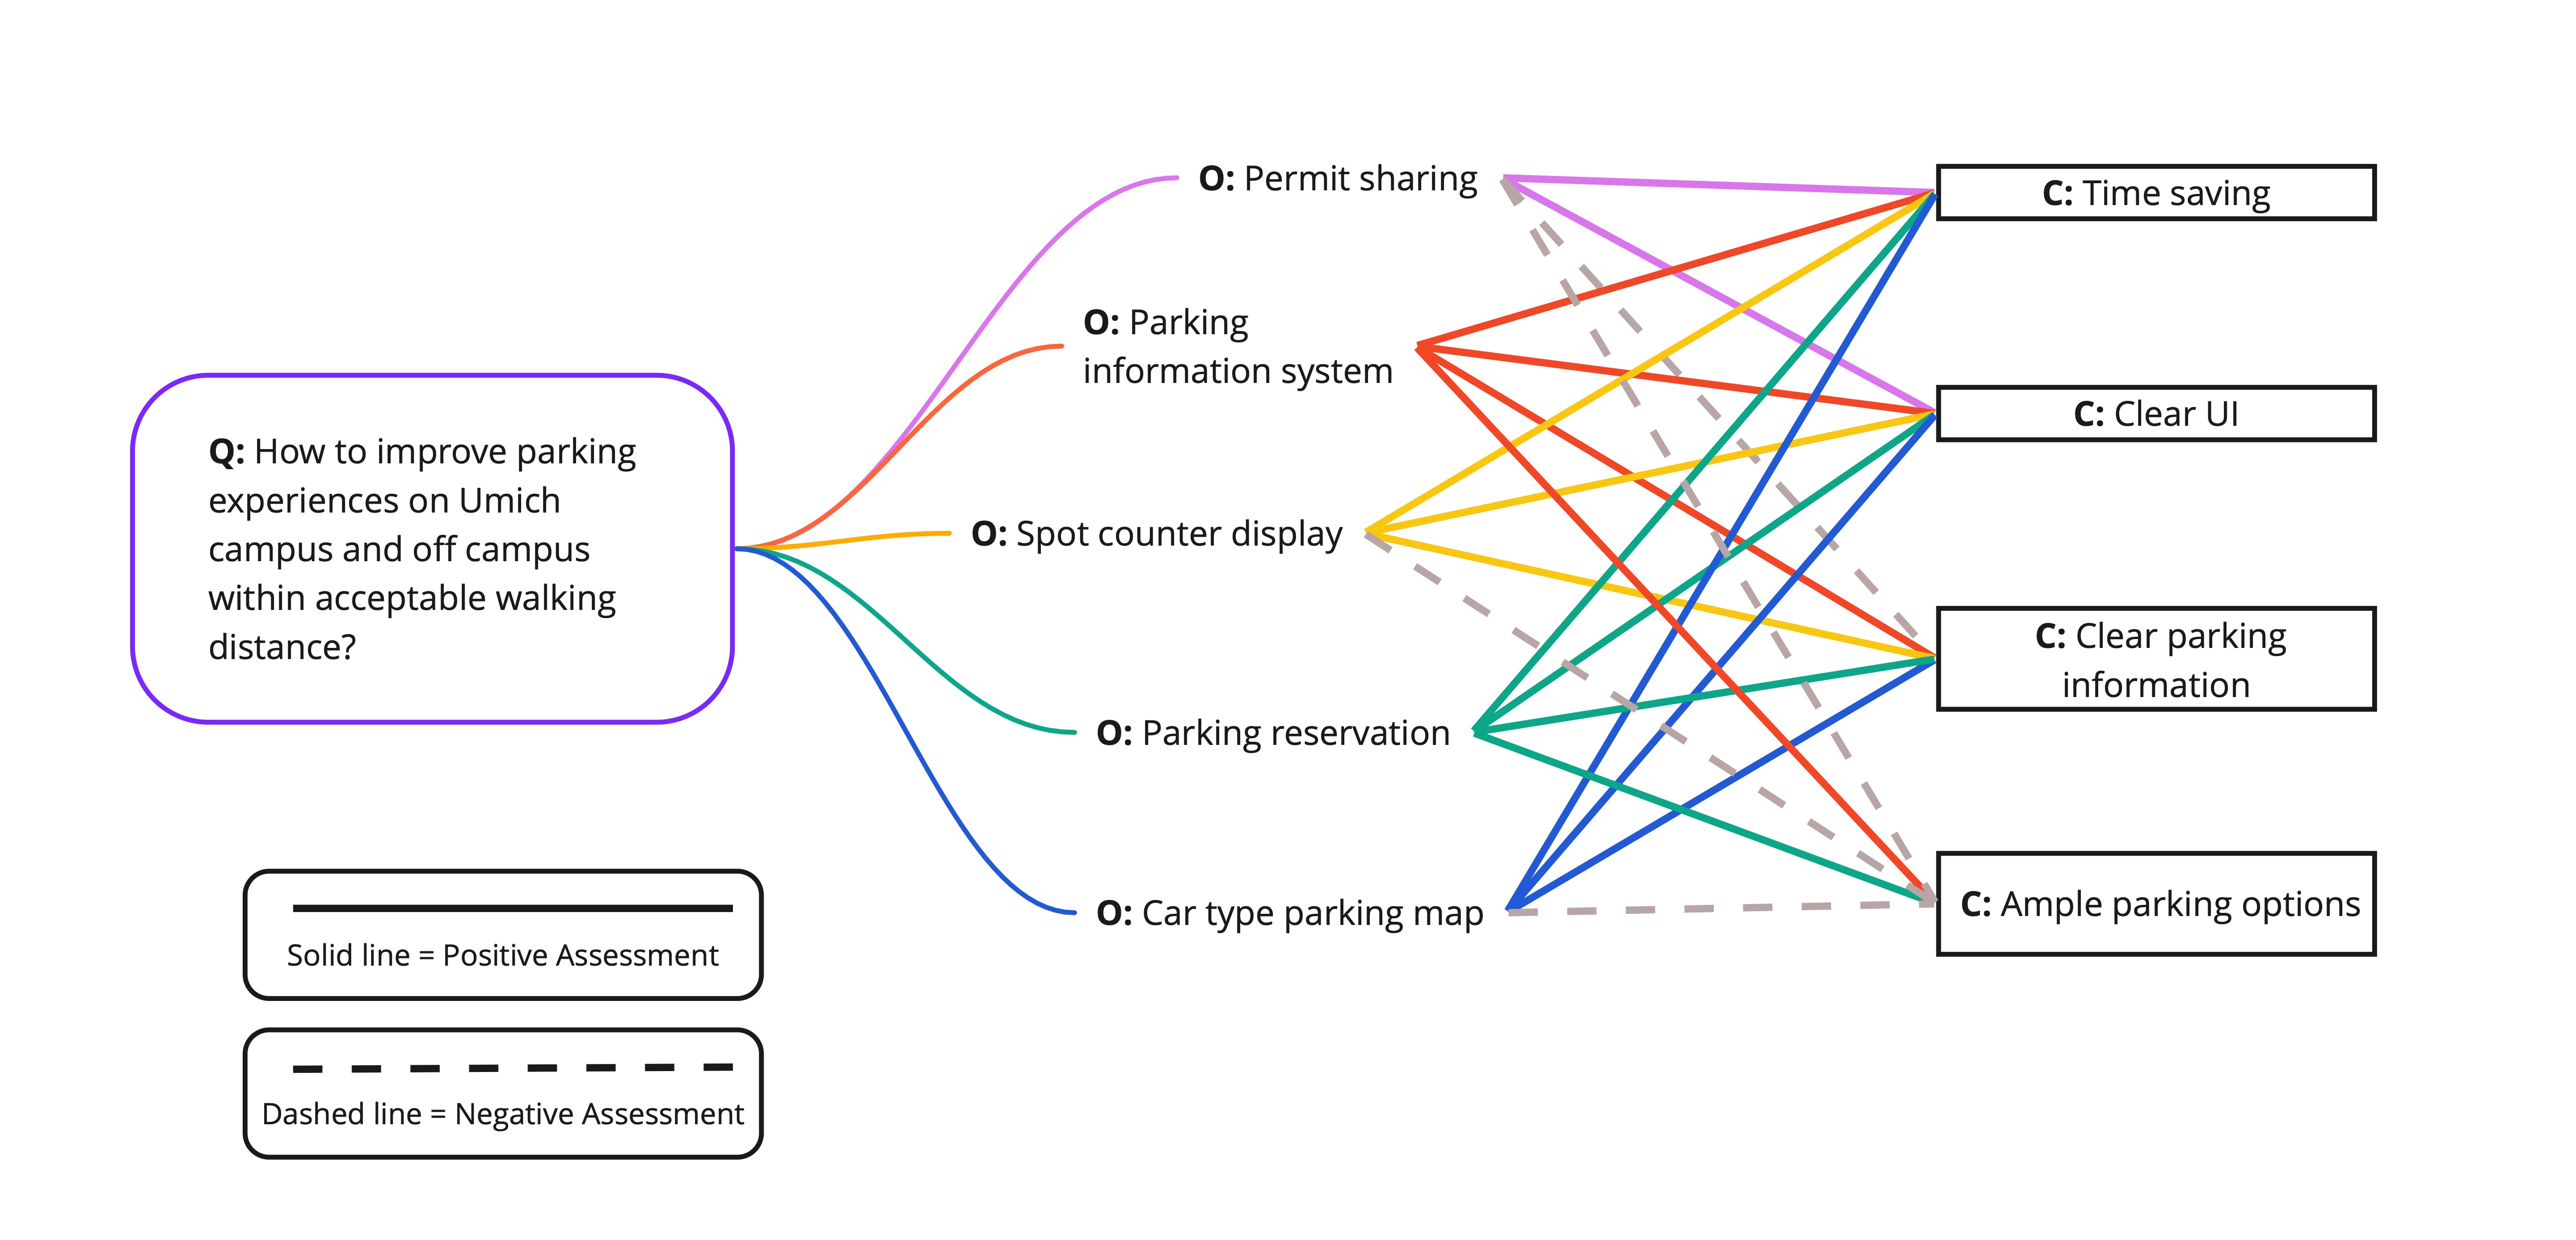 Q: How to improve parking
experiences on Umich
campus and off campus
within acceptable walking
distance?
O: Permit sharing
O: Parking
information system
O: Spot counter display
O: Parking reservation
O: Car type parking map
C: Time saving
C: Clear UI
C: Clear parking
information
C: Ample parking options
Solid line = Positive Assessment
Dashed line = Negative Assessment